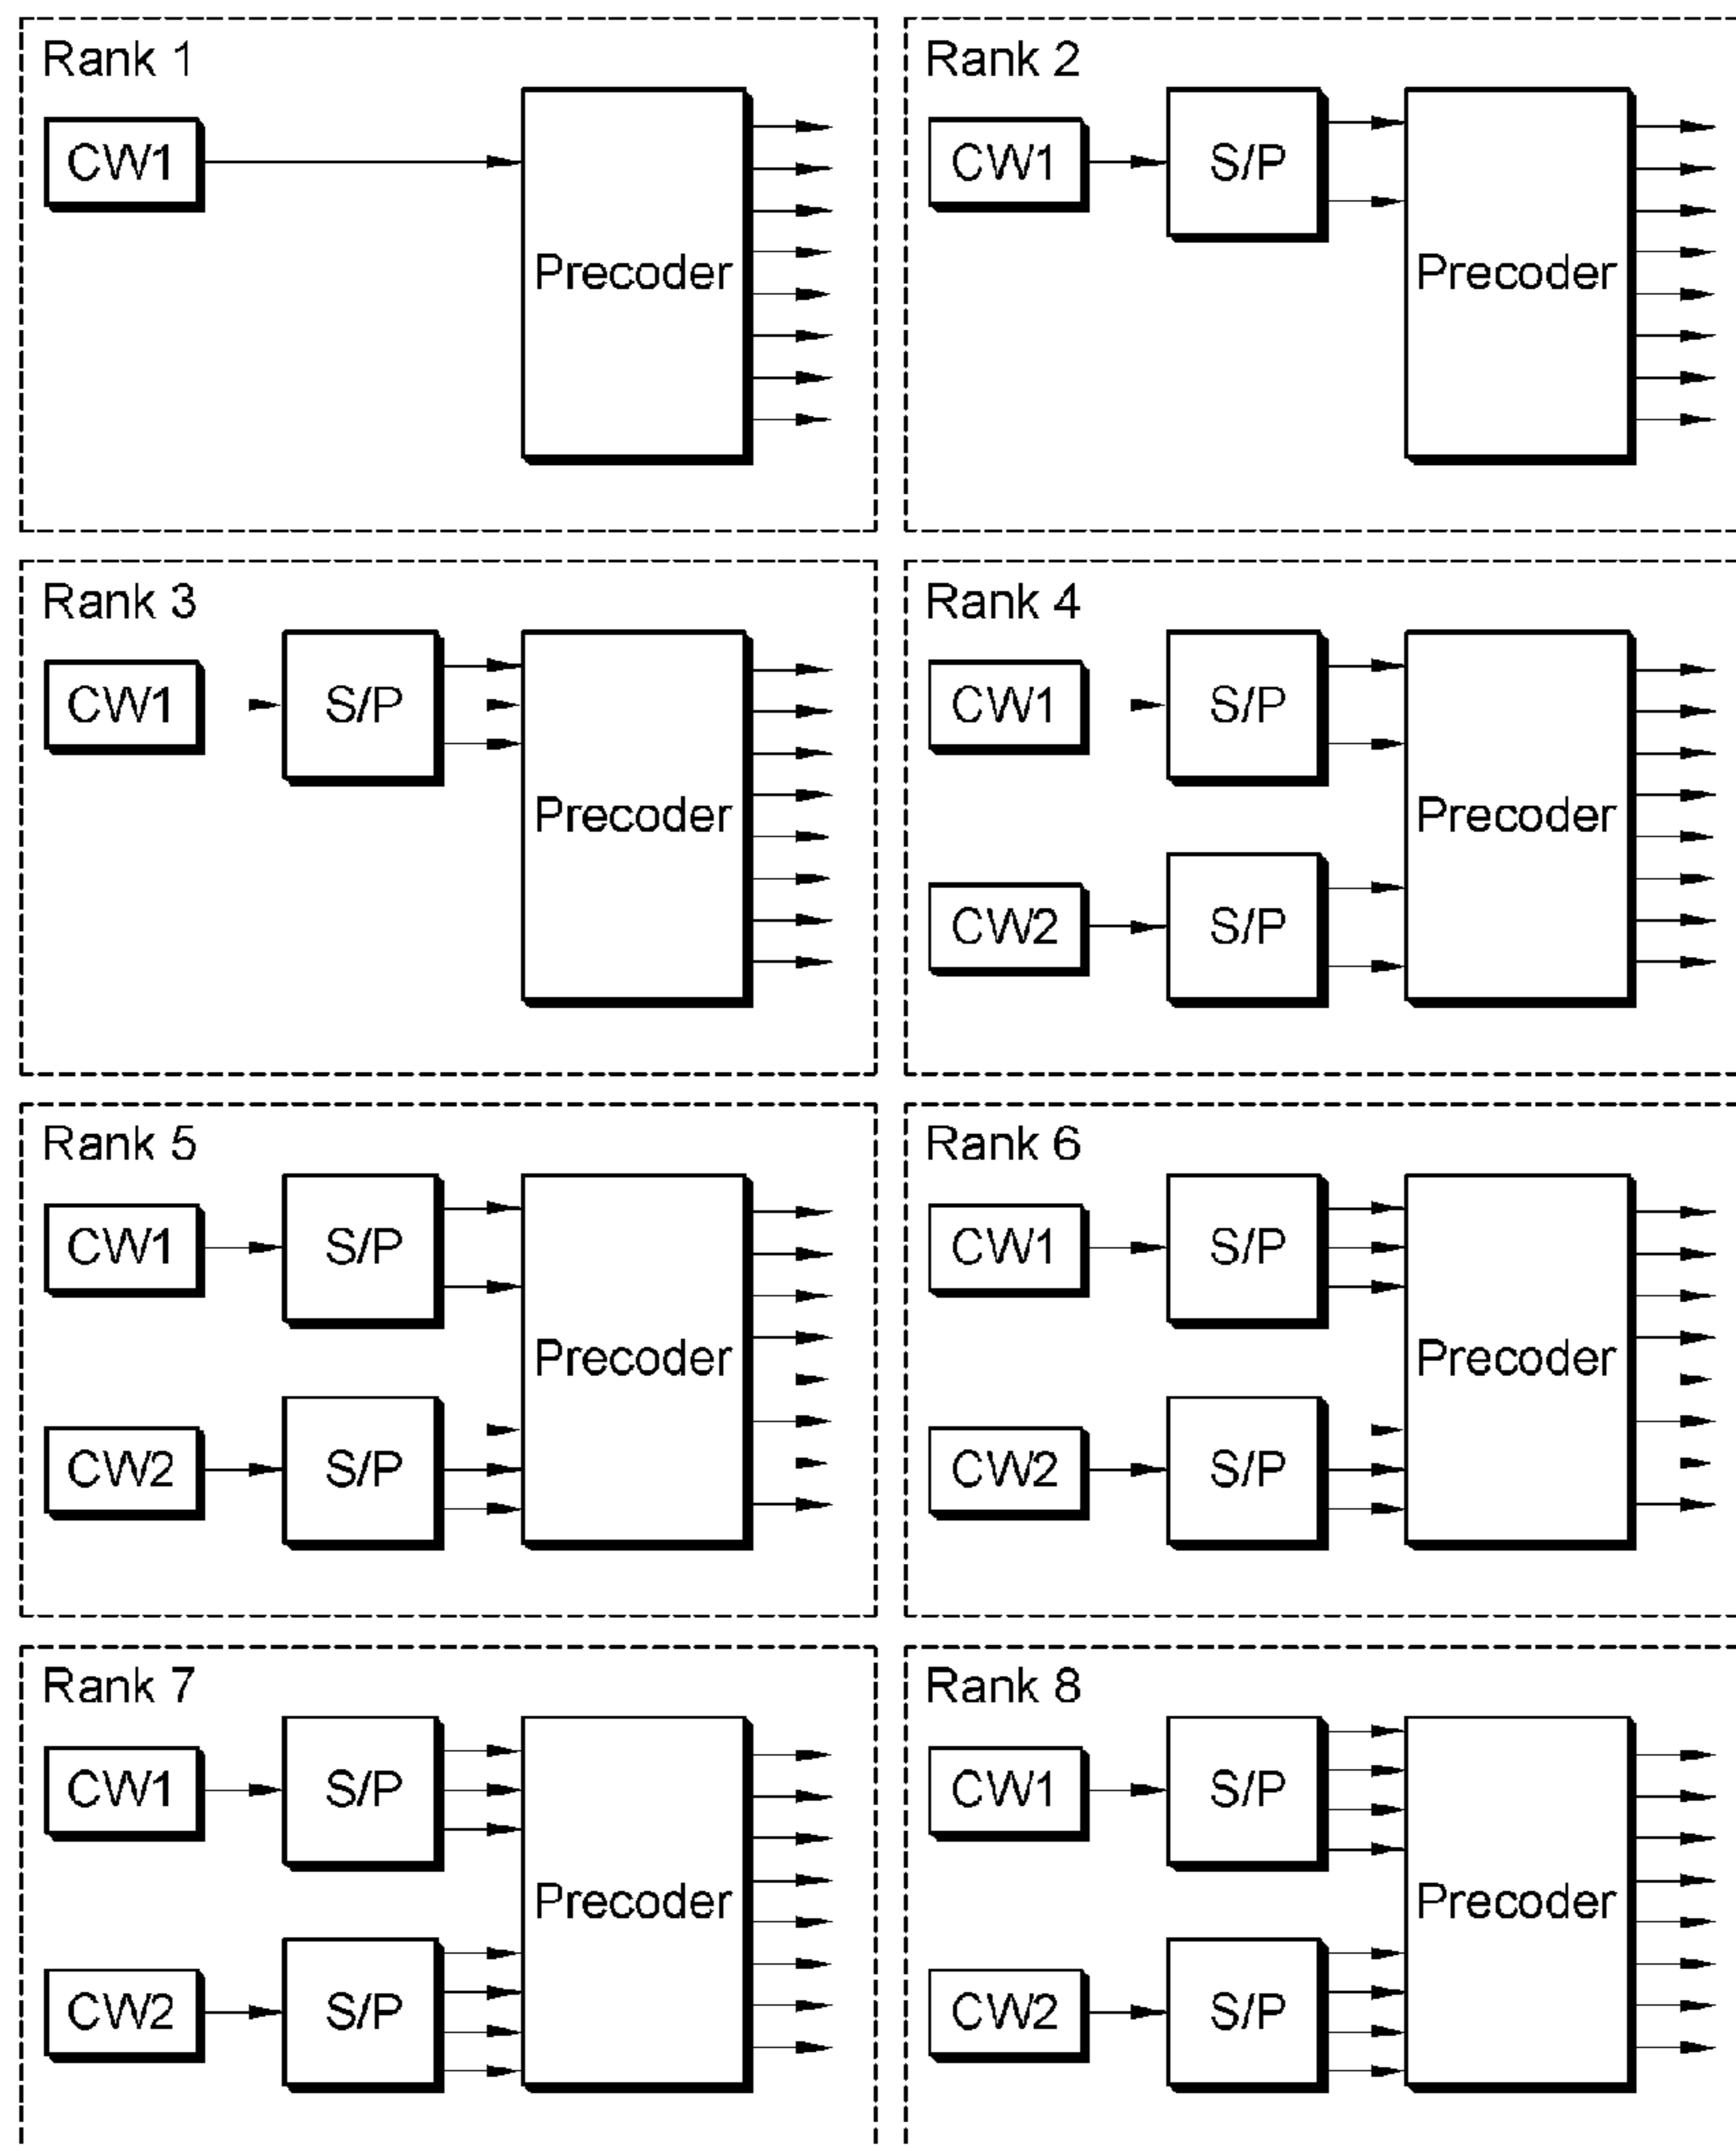 Rank 1
CW1
Precoder
Rank 2
CW1
S/P
Precoder
Rank 3
CW1
S/P
Precoder
Rank 4
CW1
S/P
Precoder
CW2
S/P
Rank 5
CW1
S/P
Precoder
CW2
S/P
Rank 6
CW1
S/P
Precoder
CW2
S/P
Rank 7
CW1
S/P
Precoder
CW2
S/P
Rank 8
CW1
S/P
Precoder
CW2
S/P